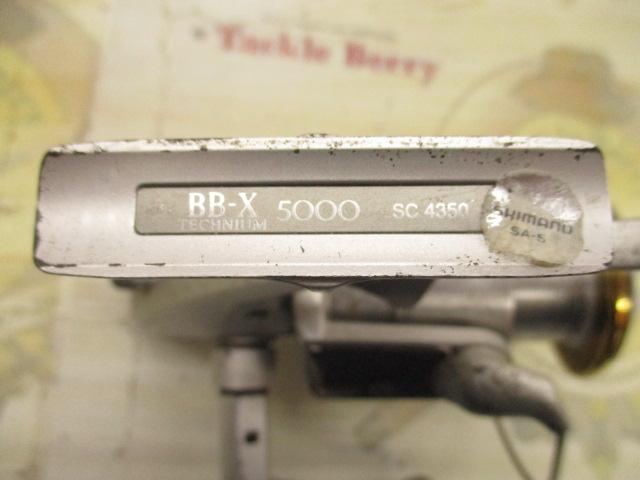 Tackle Berry
BB-X 5000 SC 4350
TECHNIUM
SHIMANO
SA-5